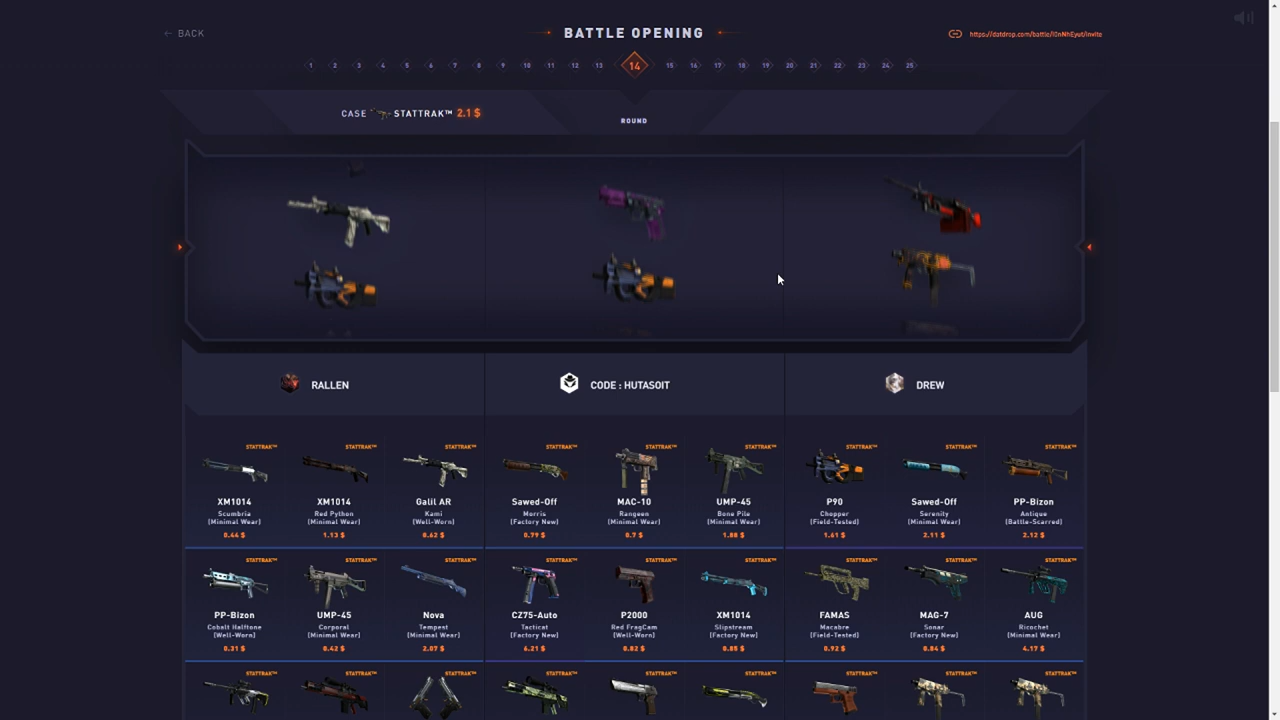 ← BACK
BATTLE OPENING
https://datdrop.com/battle/l0nNhEyut/invite
1 2 3 4 5 6 7 8 9 10 11 12 13 14 15 16 17 18 19 20 21 22 23 24 25
CASE STATTRAK™ 2.1 $
ROUND
RALLEN
CODE : HUTASOIT
DREW
STATTRAK™ STATTRAK™ STATTRAK™ STATTRAK™ STATTRAK™ STATTRAK™ STATTRAK™ STATTRAK™ STATTRAK™
XM1014 XM1014 Galil AR Sawed-Off MAC-10 UMP-45 P90 Sawed-Off PP-Bizon
Scumbria Red Python Kami Morris Rangeen Bone Pile Chopper Serenity Antique
(Minimal Wear) (Minimal Wear) (Well-Worn) (Factory New) (Minimal Wear) (Minimal Wear) (Field-Tested) (Minimal Wear) (Battle-Scarred)
0.44 $ 1.13 $ 0.62 $ 0.79 $ 0.7 $ 1.88 $ 1.61 $ 2.11 $ 2.12 $
STATTRAK™ STATTRAK™ STATTRAK™ STATTRAK™ STATTRAK™ STATTRAK™ STATTRAK™ STATTRAK™ STATTRAK™
PP-Bizon UMP-45 Nova CZ75-Auto P2000 XM1014 FAMAS MAG-7 AUG
Cobalt Halftone Corporal Tempest Tacticat Red FragCam Slipstream Macabre Sonar Ricochet
(Well-Worn) (Minimal Wear) (Minimal Wear) (Factory New) (Well-Worn) (Factory New) (Field-Tested) (Factory New) (Minimal Wear)
0.31 $ 0.42 $ 2.07 $ 6.21 $ 0.82 $ 0.85 $ 0.92 $ 0.84 $ 4.17 $
STATTRAK™ STATTRAK™ STATTRAK™ STATTRAK™ STATTRAK™ STATTRAK™ STATTRAK™ STATTRAK™ STATTRAK™